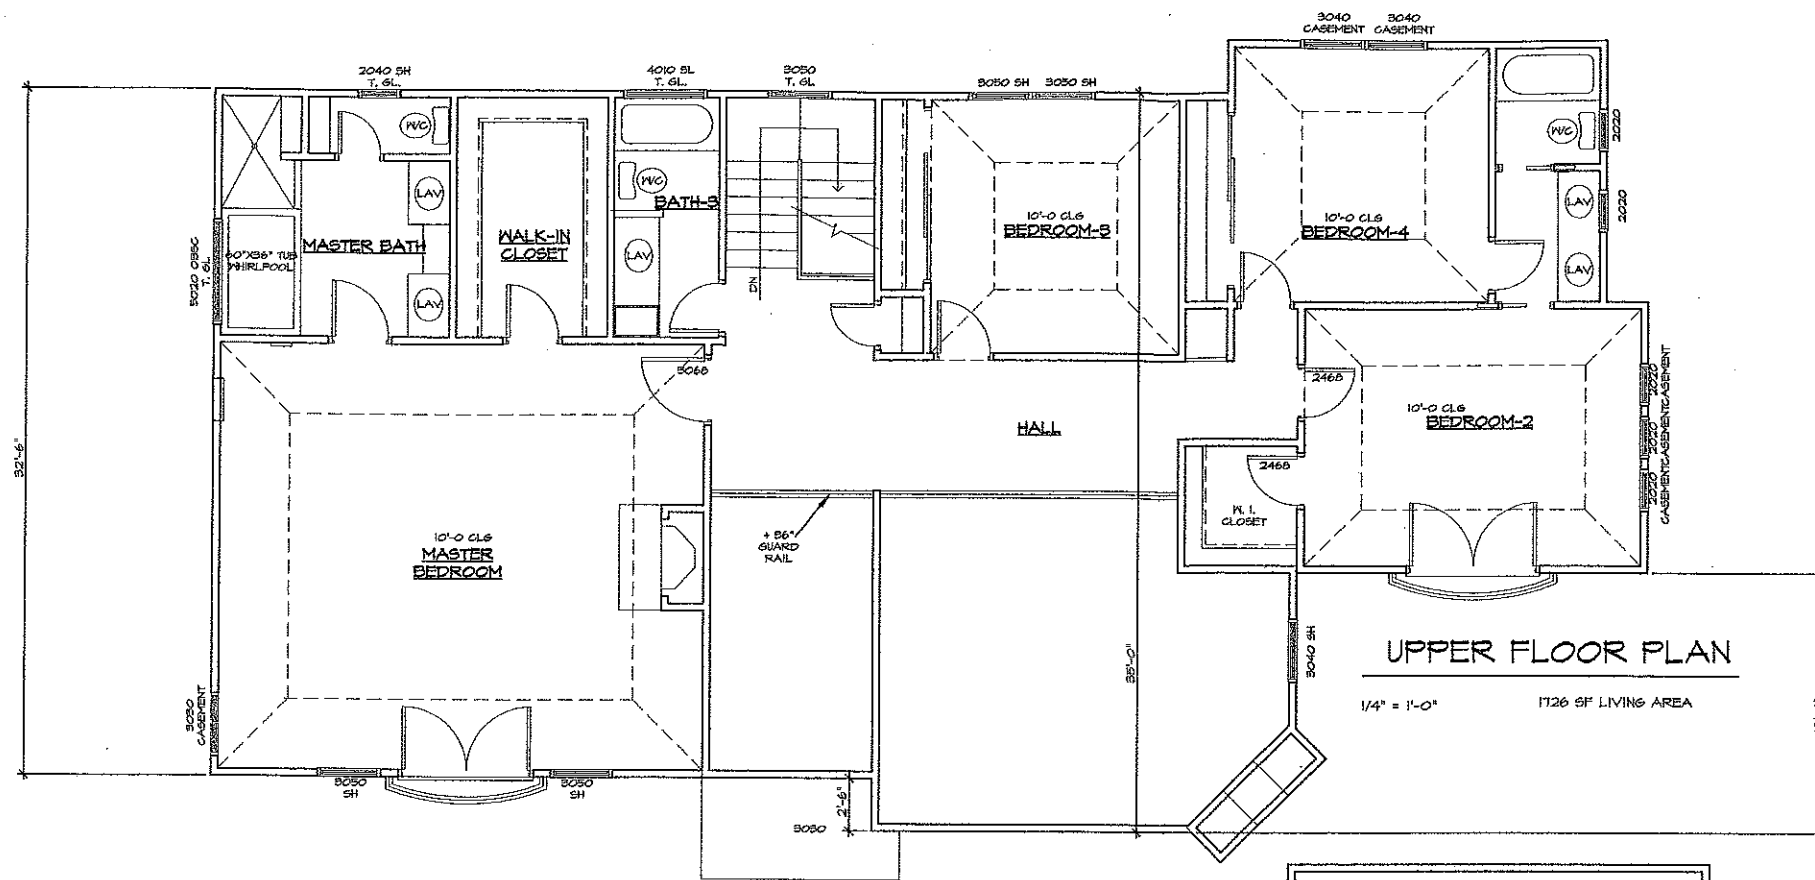 3040 3040
CASEMENT CASEMENT
2040 SH
T. GL.
4010 SL
T. GL.
3050
T. GL.
3050 SH 3050 SH
W/C
W/C
W/C
2020
2020
LAV
LAV
LAV
LAV
LAV
BATH-3
MASTER BATH
WALK-IN
CLOSET
10'-0 CLG
BEDROOM-3
10'-0 CLG
BEDROOM-4
60"X36" TUB
WHIRLPOOL
5020 OBSC
T. GL.
DN
3068
2468
10'-0 CLG
BEDROOM-2
2020
CASEMENT
2020
CASEMENT
2020
CASEMENT
HALL
2468
W. I.
CLOSET
32'-6"
10'-0 CLG
MASTER
BEDROOM
+ 36"
GUARD
RAIL
35'-0"
3040 SH
UPPER FLOOR PLAN
1/4" = 1'-0"
1726 SF LIVING AREA
3030
CASEMENT
3050
SH
3050
SH
2'-6"
3030